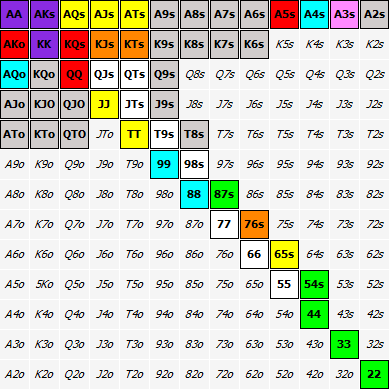 AA AKs AQs AJs ATs A9s A8s A7s A6s A5s A4s A3s A2s
AKo KK KQs KJs KTs K9s K8s K7s K6s K5s K4s K3s K2s
AQo KQo QQ QJs QTs Q9s Q8s Q7s Q6s Q5s Q4s Q3s Q2s
AJo KJO QJO JJ JTs J9s J8s J7s J6s J5s J4s J3s J2s
ATo KTo QTO JTo TT T9s T8s T7s T6s T5s T4s T3s T2s
A9o K9o Q9o J9o T9o 99 98s 97s 96s 95s 94s 93s 92s
A8o K8o Q8o J8o T8o 98o 88 87s 86s 85s 84s 83s 82s
A7o K7o Q7o J7o T7o 97o 87o 77 76s 75s 74s 73s 72s
A6o K6o Q6o J6o T6o 96o 86o 76o 66 65s 64s 63s 62s
A5o 5Ko Q5o J5o T5o 95o 85o 75o 65o 55 54s 53s 52s
A4o K4o Q4o J4o T4o 94o 84o 74o 64o 54o 44 43s 42s
A3o K3o Q3o J3o T3o 93o 83o 73o 63o 53o 43o 33 32s
A2o K2o Q2o J2o T2o 92o 82o 72o 62o 52o 42o 32o 22